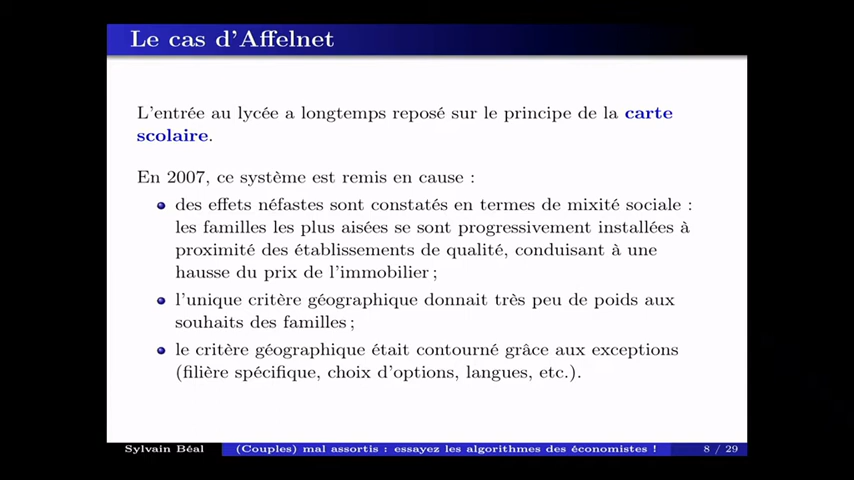 Le cas d'Affelnet
L'entrée au lycée a longtemps reposé sur le principe de la carte
scolaire.
En 2007, ce système est remis en cause :
des effets néfastes sont constatés en termes de mixité sociale :
les familles les plus aisées se sont progressivement installées à
proximité des établissements de qualité, conduisant à une
hausse du prix de l'immobilier ;
l'unique critère géographique donnait très peu de poids aux
souhaits des familles ;
le critère géographique était contourné grâce aux exceptions
(filière spécifique, choix d'options, langues, etc.).
Sylvain Béal (Couples) mal assortis : essayez les algorithmes des économistes ! 8 / 29